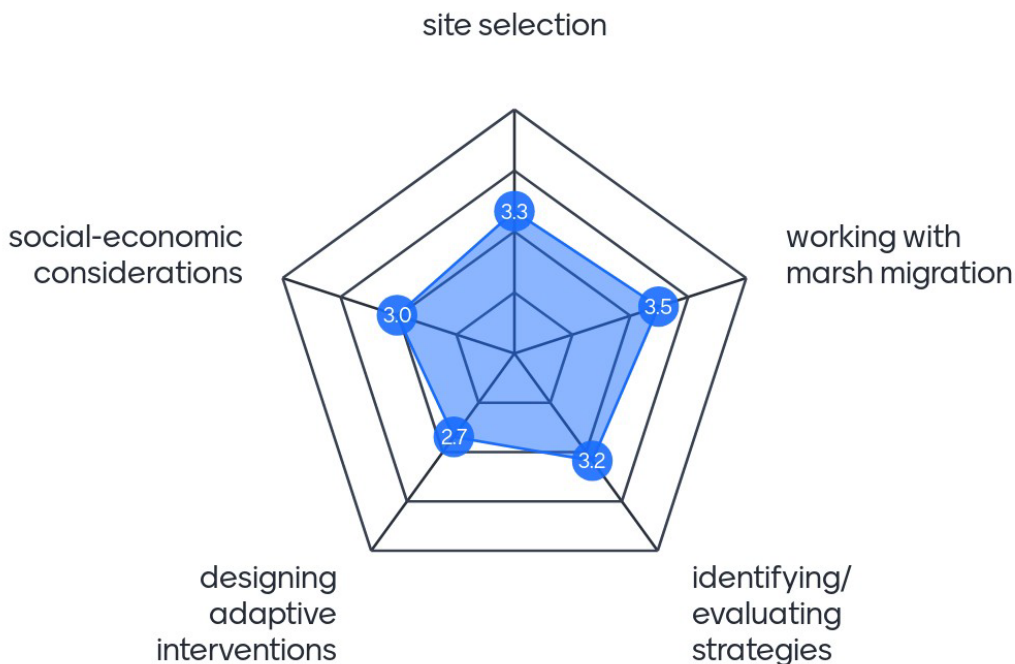 site selection
3.3
social-economic
considerations
working with
marsh migration
3.0
3.5
2.7
3.2
designing
adaptive
interventions
identifying/
evaluating
strategies